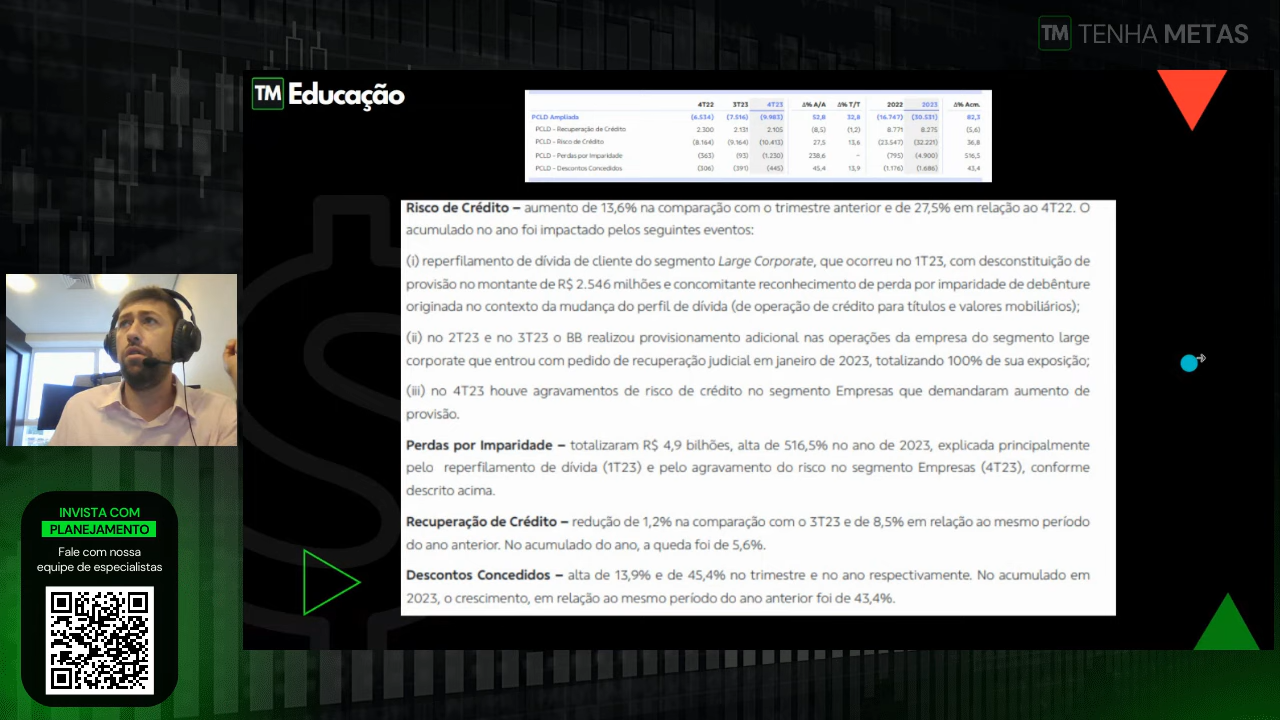 TM TENHA METAS
TM Educação
4T22 3T23 4T23 Δ% A/A Δ% T/T 2022 2023 Δ% Acm.
PCLD Ampliada (6.534) (7.516) (9.983) 52,8 32,8 (16.747) (30.531) 82,3
PCLD - Recuperação de Crédito 2.300 2.131 2.105 (8,5) (1,2) 8.771 8.275 (5,6)
PCLD - Risco de Crédito (8.164) (9.164) (10.413) 27,5 13,6 (23.547) (32.221) 36,8
PCLD - Perdas por Imparidade (363) (93) (1.230) 238,6 – (795) (4.900) 516,5
PCLD - Descontos Concedidos (306) (391) (445) 45,4 13,9 (1.176) (1.686) 43,4
Risco de Crédito – aumento de 13,6% na comparação com o trimestre anterior e de 27,5% em relação ao 4T22. O
acumulado no ano foi impactado pelos seguintes eventos:
(i) reperfilamento de dívida de cliente do segmento Large Corporate, que ocorreu no 1T23, com desconstituição de
provisão no montante de R$ 2.546 milhões e concomitante reconhecimento de perda por imparidade de debênture
originada no contexto da mudança do perfil de dívida (de operação de crédito para títulos e valores mobiliários);
(ii) no 2T23 e no 3T23 o BB realizou provisionamento adicional nas operações da empresa do segmento large
corporate que entrou com pedido de recuperação judicial em janeiro de 2023, totalizando 100% de sua exposição;
(iii) no 4T23 houve agravamentos de risco de crédito no segmento Empresas que demandaram aumento de
provisão.
Perdas por Imparidade – totalizaram R$ 4,9 bilhões, alta de 516,5% no ano de 2023, explicada principalmente
pelo reperfilamento de dívida (1T23) e pelo agravamento do risco no segmento Empresas (4T23), conforme
descrito acima.
Recuperação de Crédito – redução de 1,2% na comparação com o 3T23 e de 8,5% em relação ao mesmo período
do ano anterior. No acumulado do ano, a queda foi de 5,6%.
Descontos Concedidos – alta de 13,9% e de 45,4% no trimestre e no ano respectivamente. No acumulado em
2023, o crescimento, em relação ao mesmo período do ano anterior foi de 43,4%.
INVISTA COM
PLANEJAMENTO
Fale com nossa
equipe de especialistas